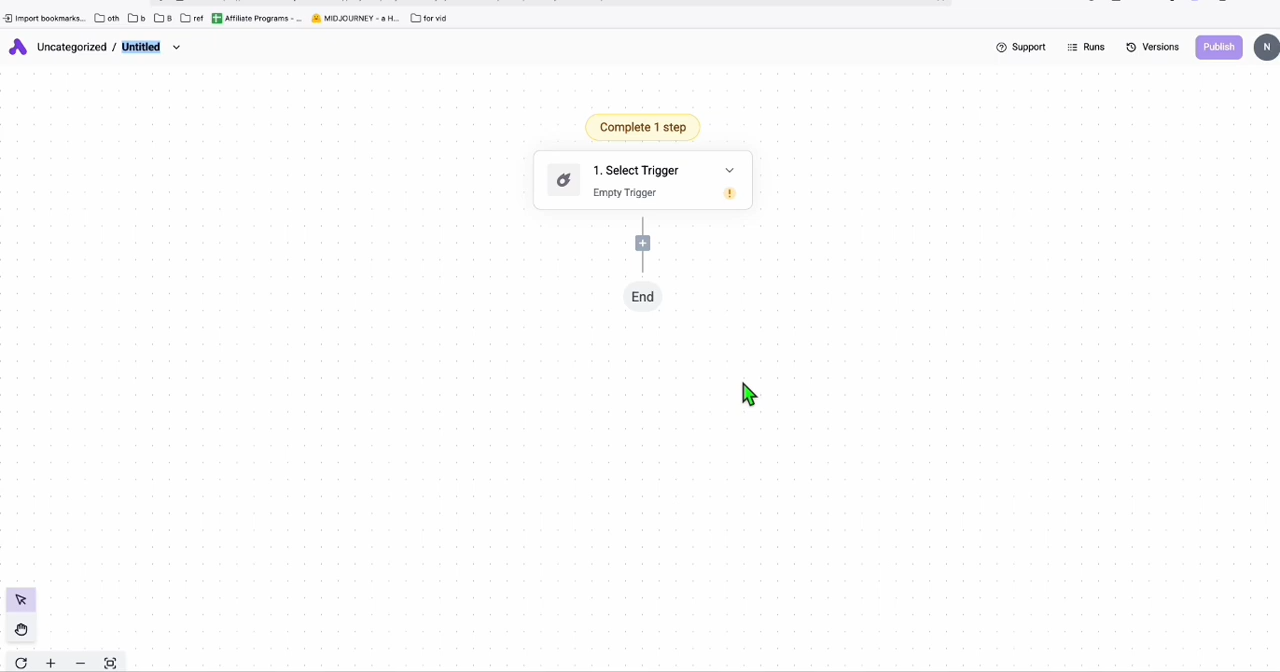 Import bookmarks... oth b B ref Affiliate Programs - ... MIDJOURNEY - a H... for vid
Uncategorized / Untitled Support Runs Versions Publish N
Complete 1 step
1. Select Trigger
Empty Trigger
End